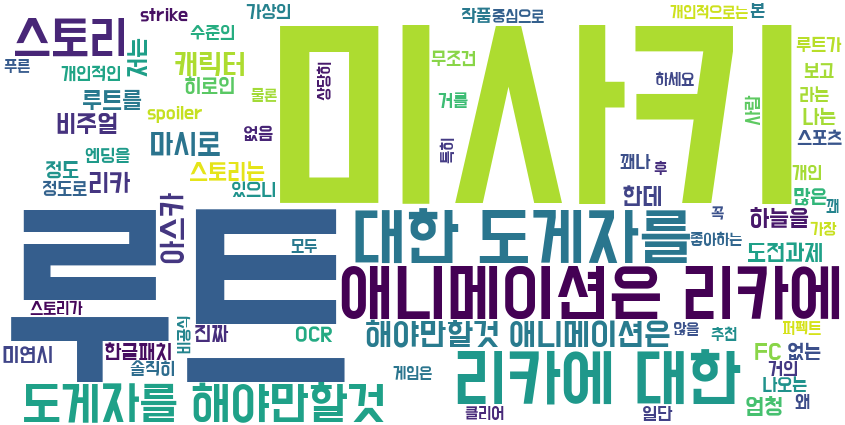 strike
가상의
작품 중심으로
개인적으로는
본
스토리
수준의
미사키
푸른
저는
캐릭터
무조건
상당히
하세요
루트가
개인적인
히로인
보고
루트를
물론
거를
라는
비주얼
spoiler
사람
나는
마시로
없음
특히
스포츠
엔딩을
스토리는
깨나
후
개인
정도
리카
있으니
한데
많은
깰
정도로
아스카
루트
대한 도게자를
꼭
하늘을
가장
모두
좋아하는
도전과제
애니메이션은 리카에
스토리가
비공식
진짜
OCR
해야만할것 애니메이션은
않을
추천
퍼펙트
미연시
한글패치
솔직히
게임은
리카에 대한
FC
없는
거의
도게자를 해야만할것
나오는
엄청
왜
클리어
일단